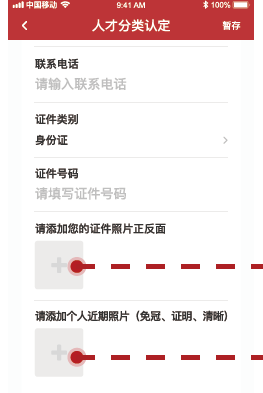 中国移动 9:41 AM 100%
人才分类认定 暂存
联系电话
请输入联系电话
证件类别
身份证
证件号码
请填写证件号码
请添加您的证件照片正反面
请添加个人近期照片（免冠、证明、清晰）